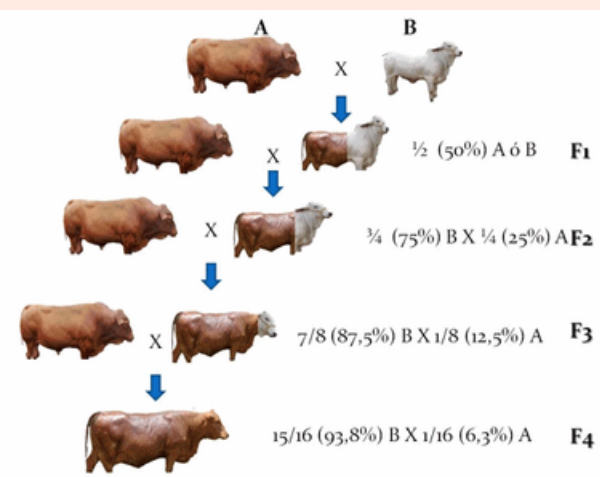 A B
X
X ½ (50%) A ó B F1
X ¾ (75%) B X ¼ (25%) A F2
X 7/8 (87,5%) B X 1/8 (12,5%) A F3
15/16 (93,8%) B X 1/16 (6,3%) A F4